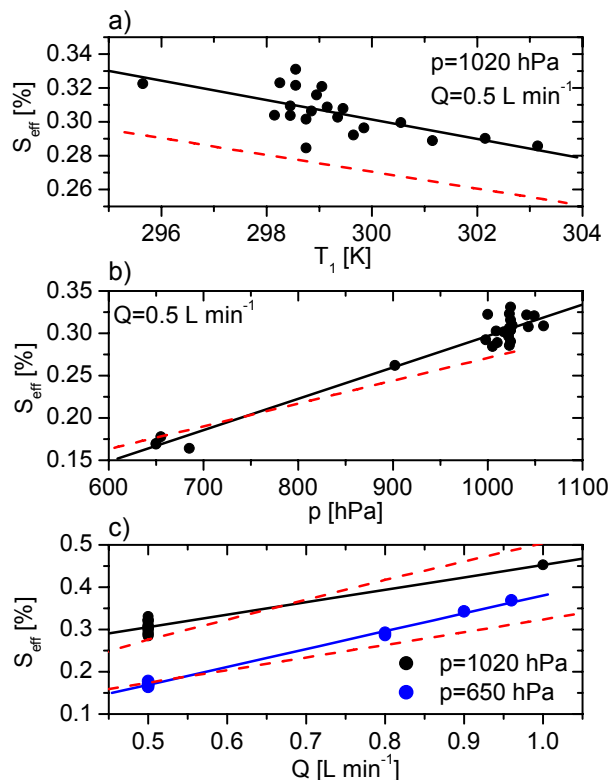 a)
0.34
0.32
0.30
0.28
0.26
S_eff [%]
p=1020 hPa
Q=0.5 L min⁻¹
296 298 300 302 304
T₁ [K]
b)
0.35
0.30
0.25
0.20
0.15
S_eff [%]
Q=0.5 L min⁻¹
600 700 800 900 1000 1100
p [hPa]
c)
0.5
0.4
0.3
0.2
0.1
S_eff [%]
p=1020 hPa
p=650 hPa
0.5 0.6 0.7 0.8 0.9 1.0
Q [L min⁻¹]